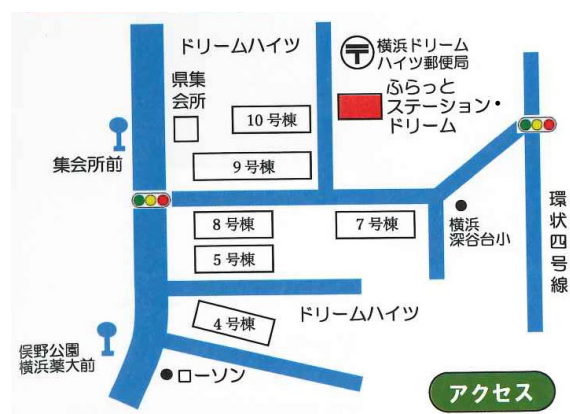 ドリームハイツ
横浜ドリーム
ハイツ郵便局
県集
会所
ふらっと
ステーション・
ドリーム
10号棟
集会所前
9号棟
8号棟
7号棟
横浜
深谷台小
環状四号線
5号棟
4号棟
ドリームハイツ
俣野公園
横浜薬大前
ローソン
アクセス